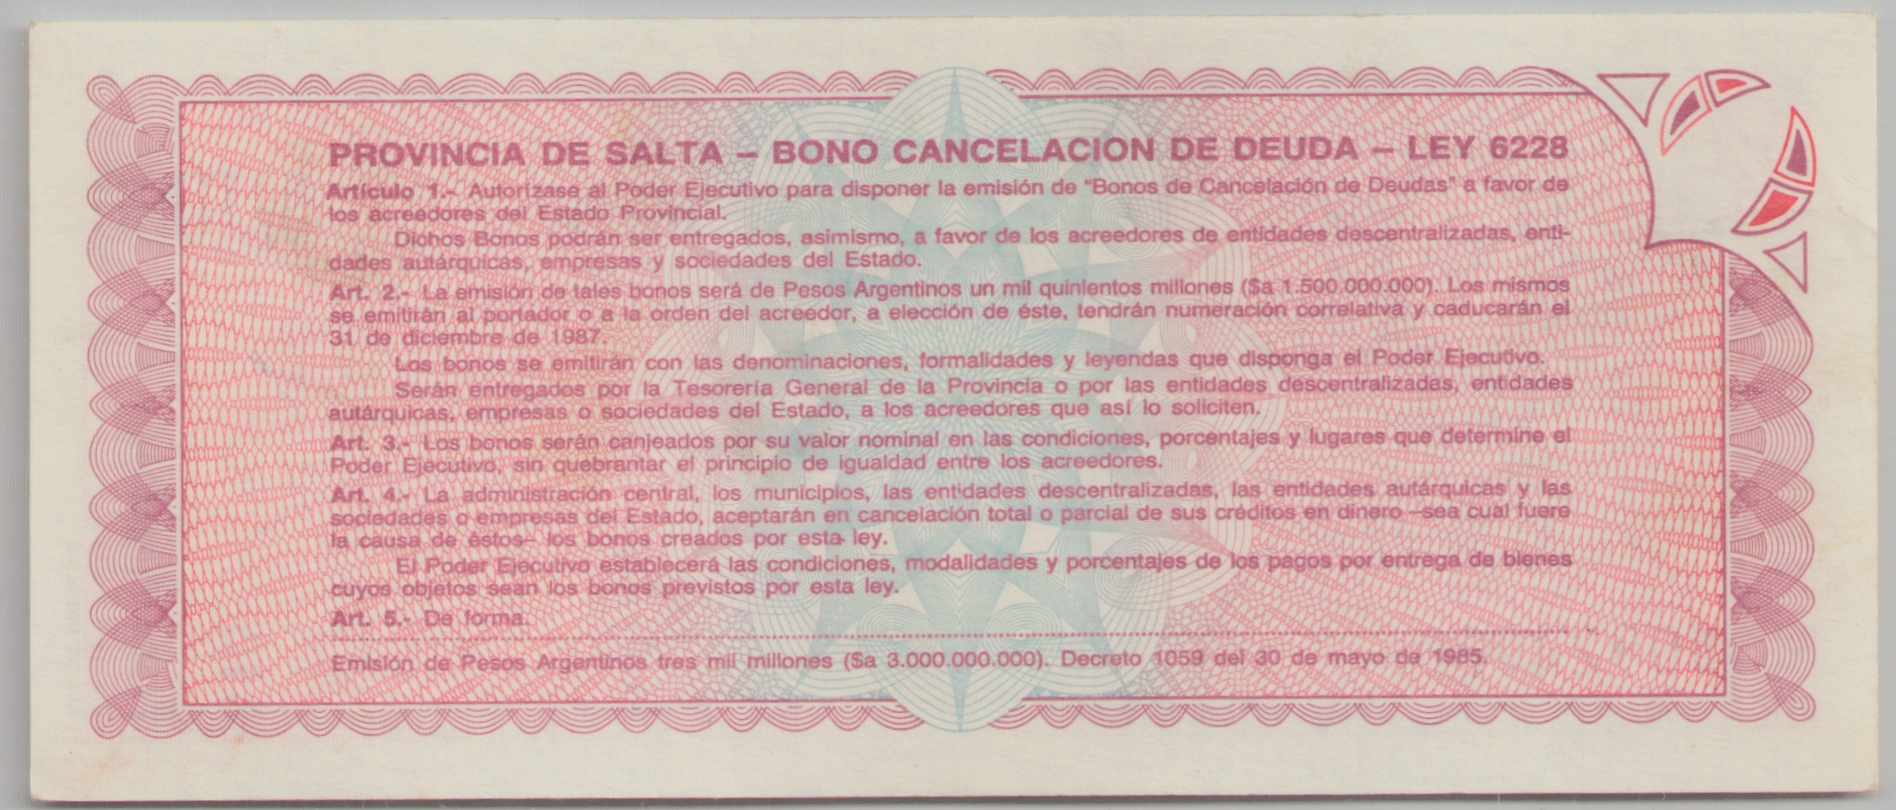 PROVINCIA DE SALTA – BONO CANCELACION DE DEUDA – LEY 6228
Artículo 1.- Autorízase al Poder Ejecutivo para disponer la emisión de "Bonos de Cancelación de Deudas" a favor de
los acreedores del Estado Provincial.
Dichos Bonos podrán ser entregados, asimismo, a favor de los acreedores de entidades descentralizadas, enti-
dades autárquicas, empresas y sociedades del Estado.
Art. 2.- La emisión de tales bonos será de Pesos Argentinos un mil quinientos millones ($a 1.500.000.000). Los mismos
se emitirán al portador o a la orden del acreedor, a elección de éste, tendrán numeración correlativa y caducarán el
31 de diciembre de 1987.
Los bonos se emitirán con las denominaciones, formalidades y leyendas que disponga el Poder Ejecutivo.
Serán entregados por la Tesorería General de la Provincia o por las entidades descentralizadas, entidades
autárquicas, empresas o sociedades del Estado, a los acreedores que así lo soliciten.
Art. 3.- Los bonos serán canjeados por su valor nominal en las condiciones, porcentajes y lugares que determine el
Poder Ejecutivo, sin quebrantar el principio de igualdad entre los acreedores.
Art. 4.- La administración central, los municipios, las entidades descentralizadas, las entidades autárquicas y las
sociedades o empresas del Estado, aceptarán en cancelación total o parcial de sus créditos en dinero –sea cual fuere
la causa de éstos– los bonos creados por esta ley.
El Poder Ejecutivo establecerá las condiciones, modalidades y porcentajes de los pagos por entrega de bienes
cuyos objetos sean los bonos previstos por esta ley.
Art. 5.- De forma.
Emisión de Pesos Argentinos tres mil millones ($a 3.000.000.000). Decreto 1059 del 30 de mayo de 1985.